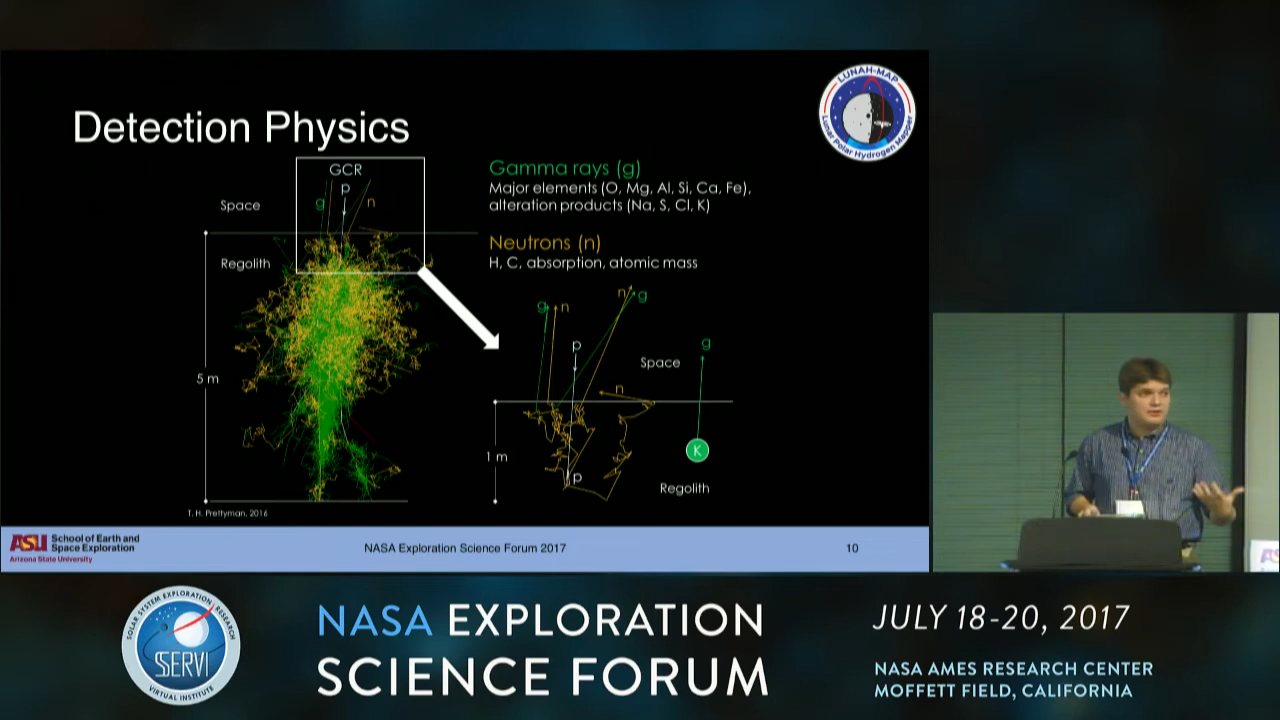 LUNAH-MAP
Lunar Polar Hydrogen Mapper
Detection Physics
GCR
p
g
n
Space
Regolith
5 m
T. H. Prettyman, 2016
Gamma rays (g)
Major elements (O, Mg, Al, Si, Ca, Fe),
alteration products (Na, S, Cl, K)
Neutrons (n)
H, C, absorption, atomic mass
g
n
n
g
p
g
Space
n
K
1 m
p
Regolith
ASU School of Earth and
Space Exploration
Arizona State University
NASA Exploration Science Forum 2017
10
SOLAR SYSTEM EXPLORATION RESEARCH
SSERVI
VIRTUAL INSTITUTE
NASA EXPLORATION
SCIENCE FORUM
JULY 18-20, 2017
NASA AMES RESEARCH CENTER
MOFFETT FIELD, CALIFORNIA